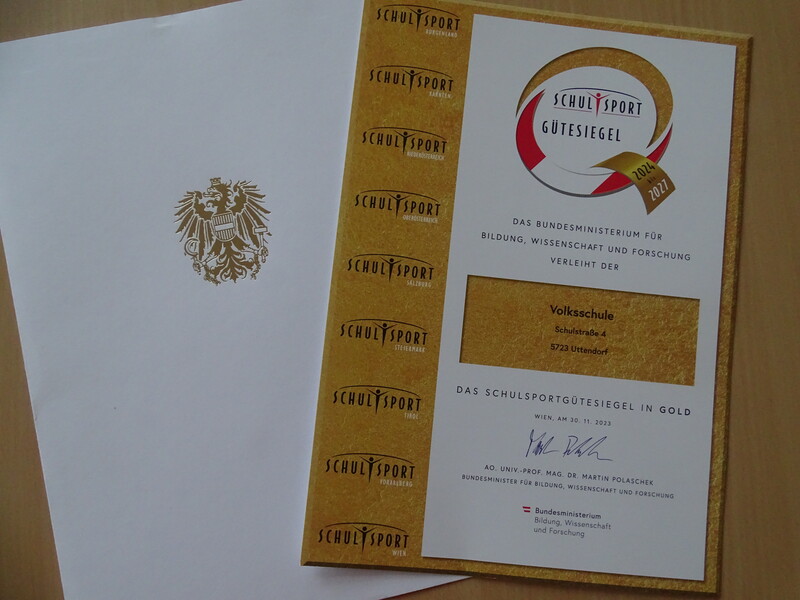 SCHULSPORT
BURGENLAND
SCHULSPORT
KÄRNTEN
SCHULSPORT
NIEDERÖSTERREICH
SCHULSPORT
OBERÖSTERREICH
SCHULSPORT
SALZBURG
SCHULSPORT
STEIERMARK
SCHULSPORT
TIROL
SCHULSPORT
VORARLBERG
SCHULSPORT
WIEN
SCHULSPORT
GÜTESIEGEL
2024
bis
2027
DAS BUNDESMINISTERIUM FÜR
BILDUNG, WISSENSCHAFT UND FORSCHUNG
VERLEIHT DER
Volksschule
Schulstraße 4
5723 Uttendorf
DAS SCHULSPORTGÜTESIEGEL IN GOLD
WIEN, AM 30. 11. 2023
AO. UNIV.-PROF. MAG. DR. MARTIN POLASCHEK
BUNDESMINISTER FÜR BILDUNG, WISSENSCHAFT UND FORSCHUNG
Bundesministerium
Bildung, Wissenschaft
und Forschung